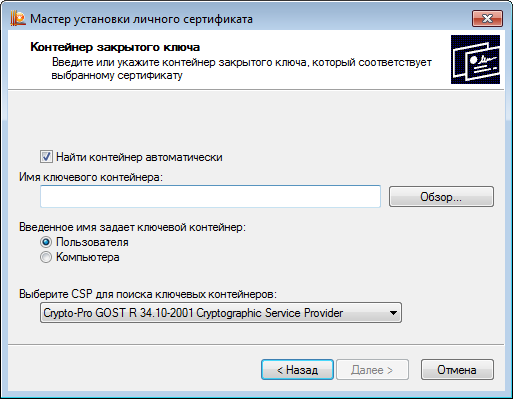 Мастер установки личного сертификата
Контейнер закрытого ключа
Введите или укажите контейнер закрытого ключа, который соответствует
выбранному сертификату
Найти контейнер автоматически
Имя ключевого контейнера:
Обзор...
Введенное имя задает ключевой контейнер:
Пользователя
Компьютера
Выберите CSP для поиска ключевых контейнеров:
Crypto-Pro GOST R 34.10-2001 Cryptographic Service Provider
< Назад
Далее >
Отмена